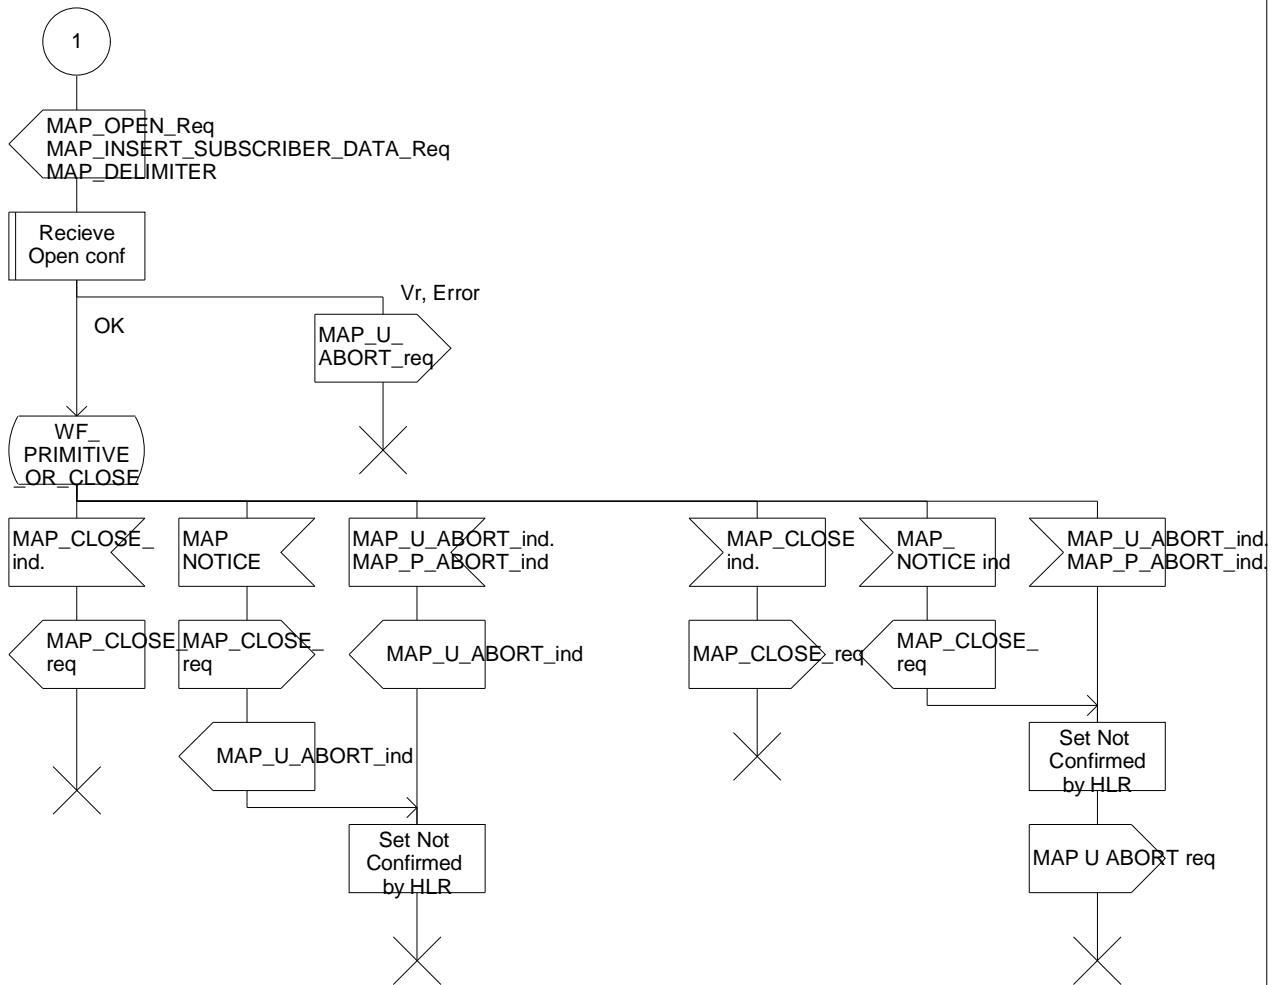 1
MAP_OPEN_Req
MAP_INSERT_SUBSCRIBER_DATA_Req
MAP_DELIMITER
Recieve
Open conf
Vr, Error
OK
MAP_U_
ABORT_req
WF_
PRIMITIVE
_OR_CLOSE
MAP_CLOSE_
ind.
MAP
NOTICE
MAP_U_ABORT_ind.
MAP_P_ABORT_ind
MAP_CLOSE
ind.
MAP_
NOTICE ind
MAP_U_ABORT_ind.
MAP_P_ABORT_ind.
MAP_CLOSE_
req
MAP_CLOSE_
req
MAP_U_ABORT_ind
MAP_CLOSE_req
MAP_CLOSE_
req
MAP_U_ABORT_ind
Set Not
Confirmed
by HLR
Set Not
Confirmed
by HLR
MAP U ABORT req